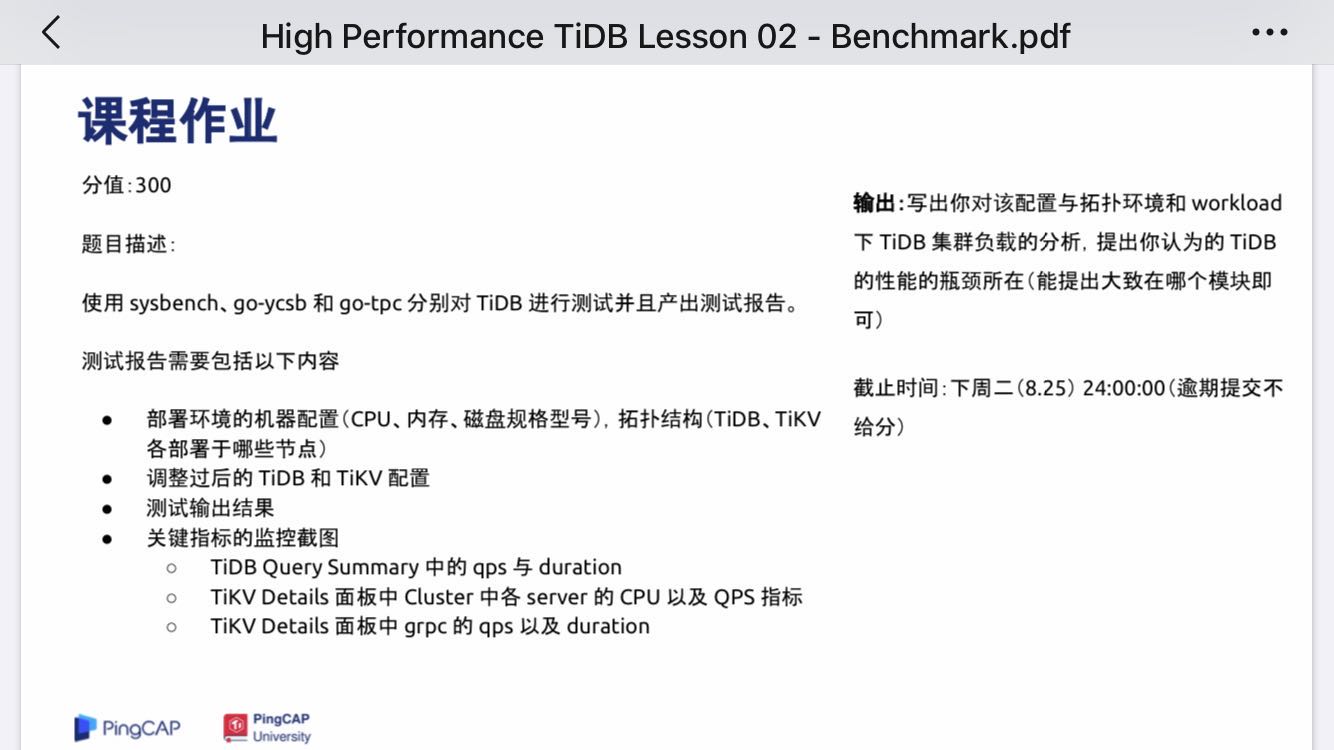 High Performance TiDB Lesson 02 - Benchmark.pdf
课程作业
分值：300
题目描述：
使用 sysbench、go-ycsb 和 go-tpc 分别对 TiDB 进行测试并且产出测试报告。
测试报告需要包括以下内容
● 部署环境的机器配置（CPU、内存、磁盘规格型号），拓扑结构（TiDB、TiKV
各部署于哪些节点）
● 调整过后的 TiDB 和 TiKV 配置
● 测试输出结果
● 关键指标的监控截图
○ TiDB Query Summary 中的 qps 与 duration
○ TiKV Details 面板中 Cluster 中各 server 的 CPU 以及 QPS 指标
○ TiKV Details 面板中 grpc 的 qps 以及 duration
输出：写出你对该配置与拓扑环境和 workload
下 TiDB 集群负载的分析，提出你认为的 TiDB
的性能的瓶颈所在（能提出大致在哪个模块即
可）
截止时间：下周二（8.25）24:00:00（逾期提交不
给分）
PingCAP
PingCAP
University